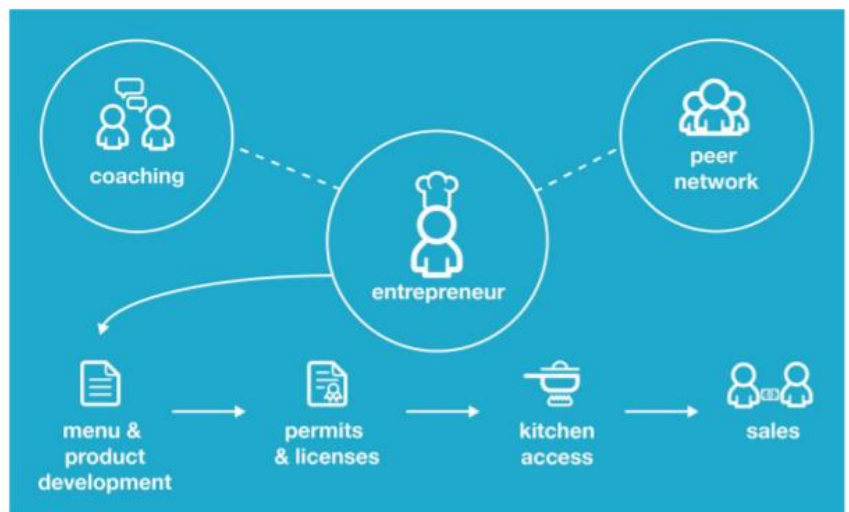 coaching
peer
network
entrepreneur
menu &
product
development
permits
& licenses
kitchen
access
sales